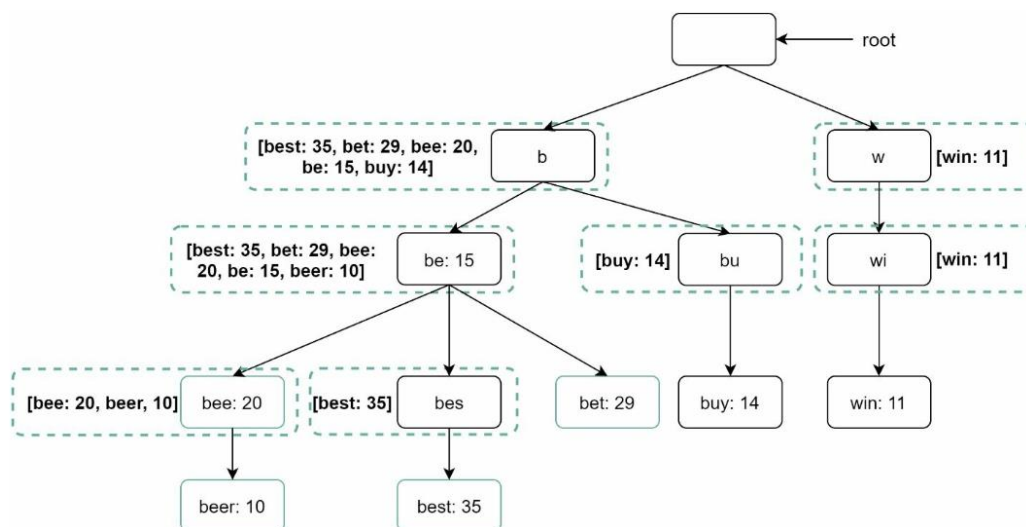 root
[best: 35, bet: 29, bee: 20,
be: 15, buy: 14]
b
w
[win: 11]
[best: 35, bet: 29, bee:
20, be: 15, beer: 10]
be: 15
[buy: 14]
bu
wi
[win: 11]
[bee: 20, beer, 10]
bee: 20
[best: 35]
bes
bet: 29
buy: 14
win: 11
beer: 10
best: 35